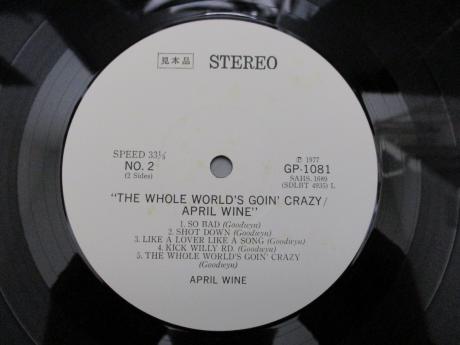 見本品 STEREO
SPEED 33⅓
NO. 2
(2 Sides)
Ⓟ 1977
GP-1081
SAHS. 1689
(SDLBT 4935) L
"THE WHOLE WORLD'S GOIN' CRAZY/
APRIL WINE"
1. SO BAD (Goodwyn)
2. SHOT DOWN (Goodwyn)
3. LIKE A LOVER LIKE A SONG (Goodwyn)
4. KICK WILLY RD. (Goodwyn)
5. THE WHOLE WORLD'S GOIN' CRAZY
(Goodwyn)
APRIL WINE